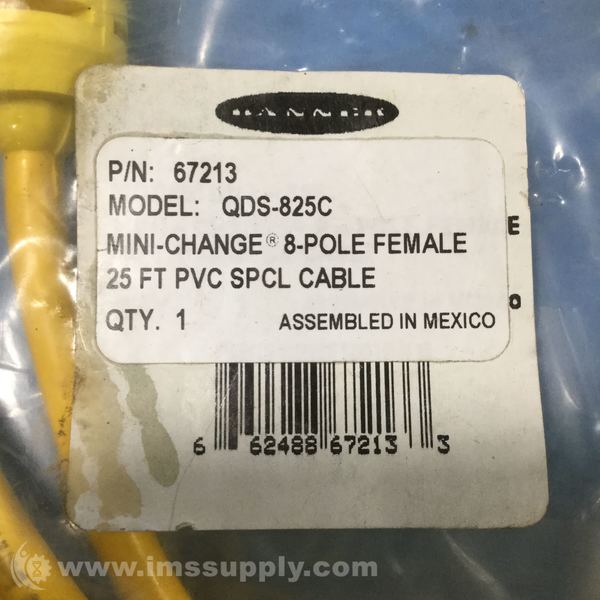 BANNER
P/N: 67213
MODEL: QDS-825C
MINI-CHANGE® 8-POLE FEMALE
25 FT PVC SPCL CABLE
QTY. 1 ASSEMBLED IN MEXICO
E
6 62488 67213 3
www.imssupply.com